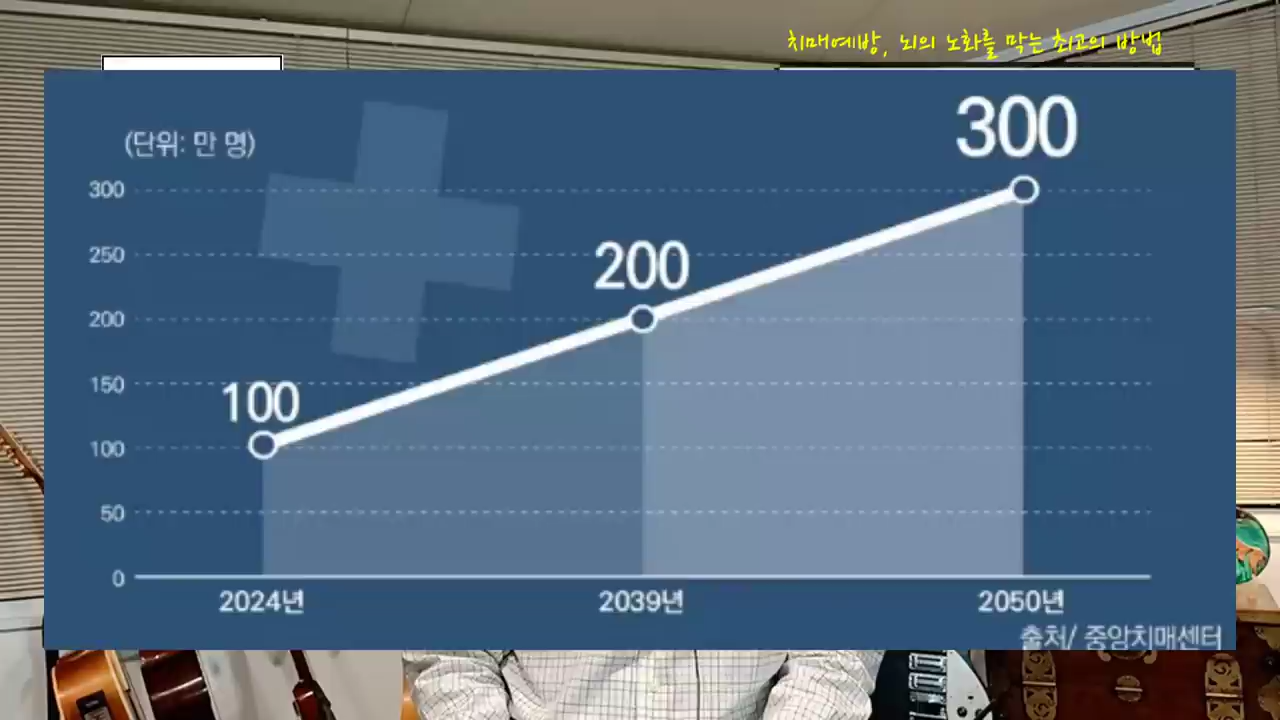 치매예방, 뇌의 노화를 막는 최고의 방법
(단위: 만 명)
300
250
200
150
100
50
0
100
200
300
2024년
2039년
2050년
출처/ 중앙치매센터